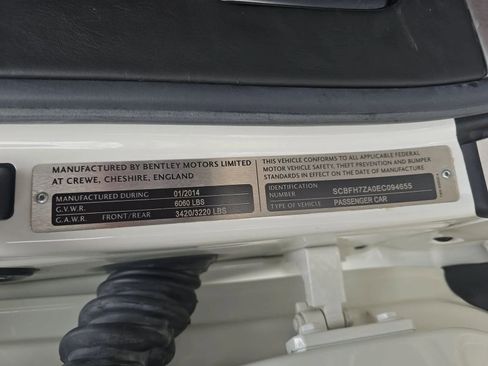 MANUFACTURED BY BENTLEY MOTORS LIMITED
AT CREWE, CHESHIRE, ENGLAND
MANUFACTURED DURING 01/2014
G.V.W.R. 6060 LBS
G.A.W.R. FRONT/REAR 3420/3220 LBS
THIS VEHICLE CONFORMS TO ALL APPLICABLE FEDERAL
MOTOR VEHICLE SAFETY, THEFT PREVENTION AND BUMPER
STANDARDS IN EFFECT ON THE DATE OF MANUFACTURE
IDENTIFICATION
NUMBER SCBFH7ZA0EC094655
TYPE OF VEHICLE PASSENGER CAR